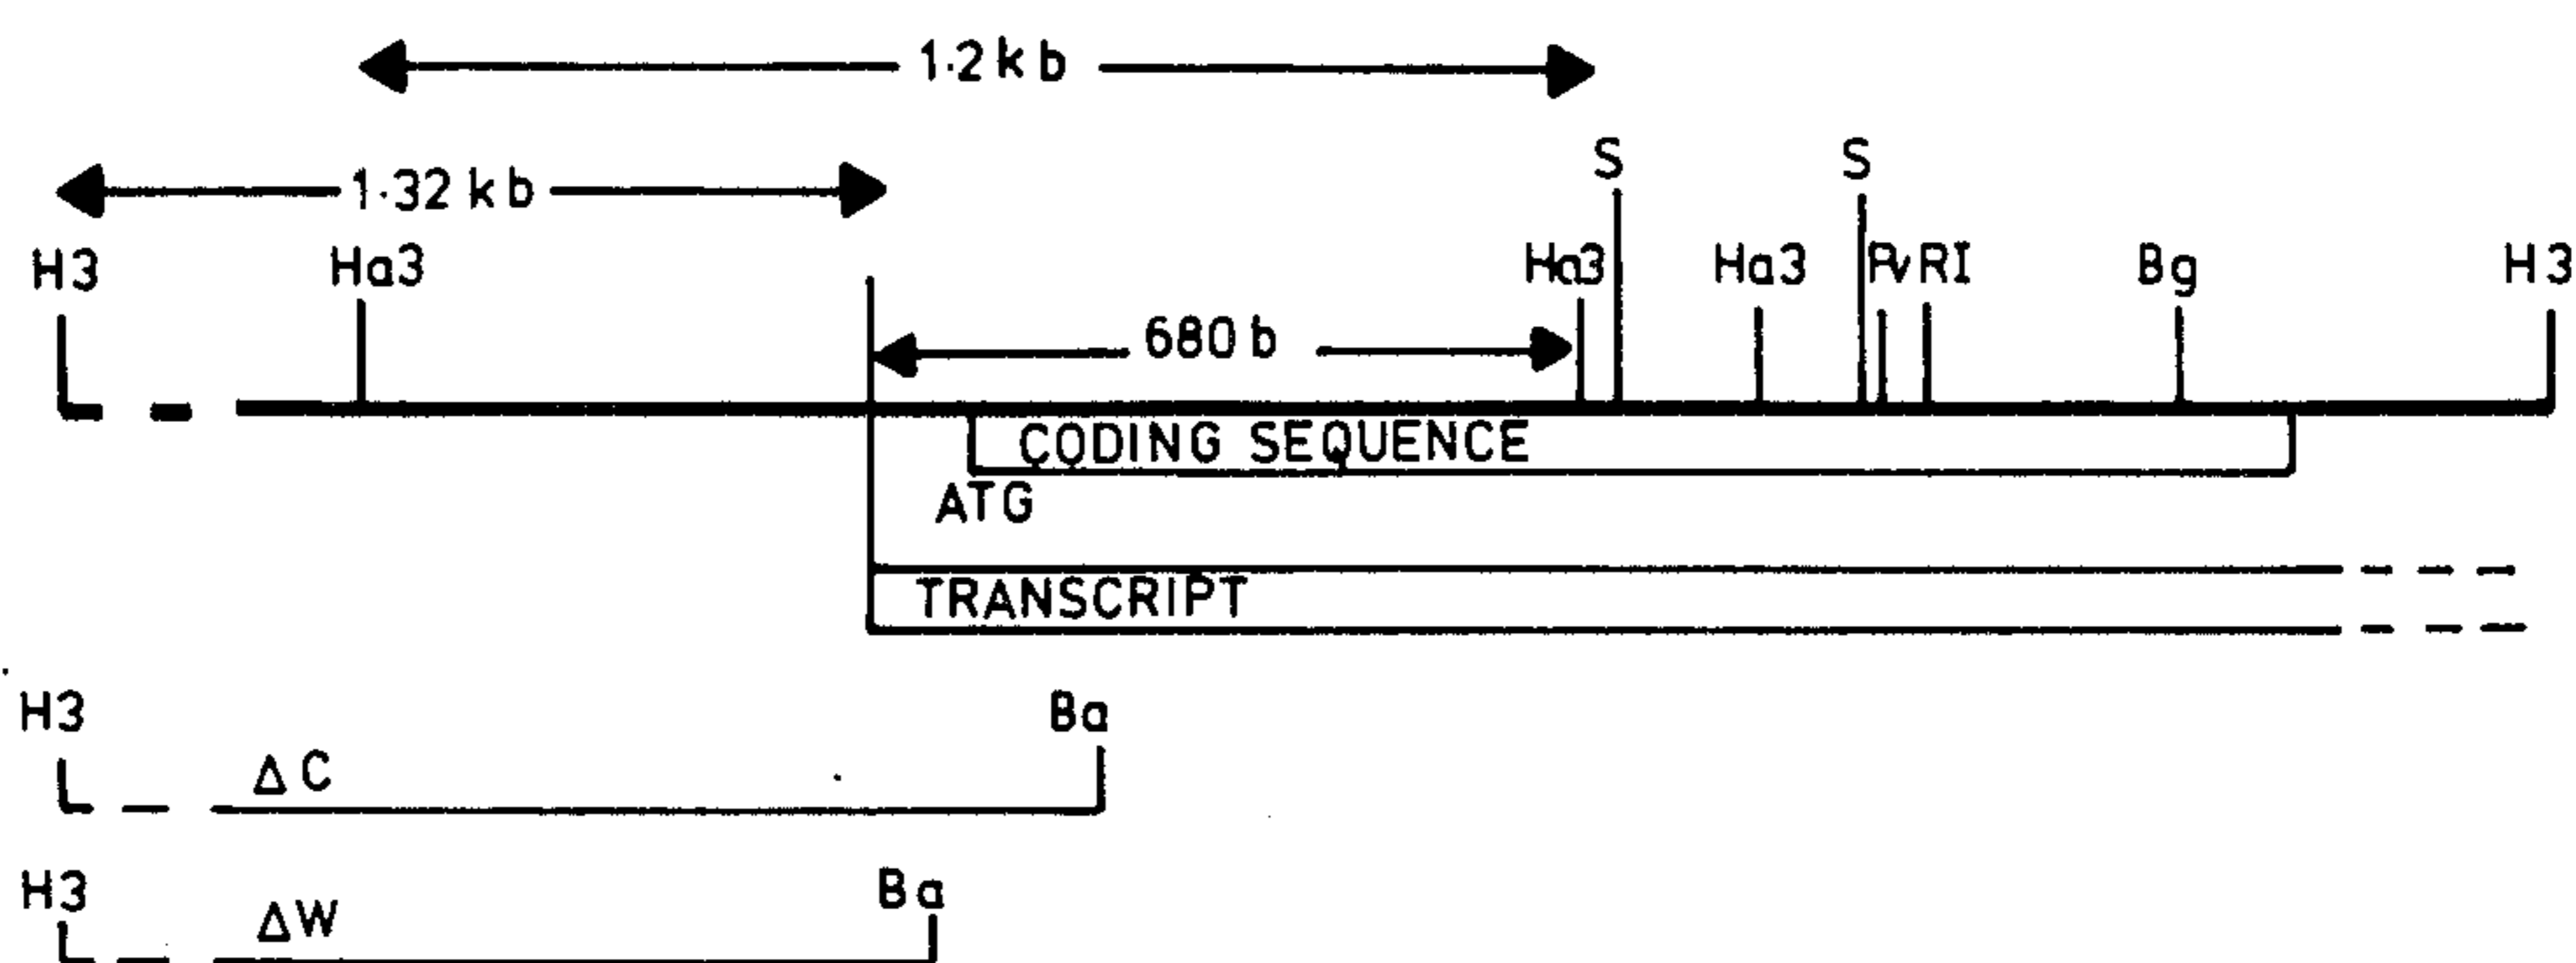 1·2 kb
S S
1·32 kb
H3 Ha3 Ha3 Ha3 Pv RI Bg H3
680 b
CODING SEQUENCE
ATG
TRANSCRIPT
H3 Ba
ΔC
H3 Ba
ΔW